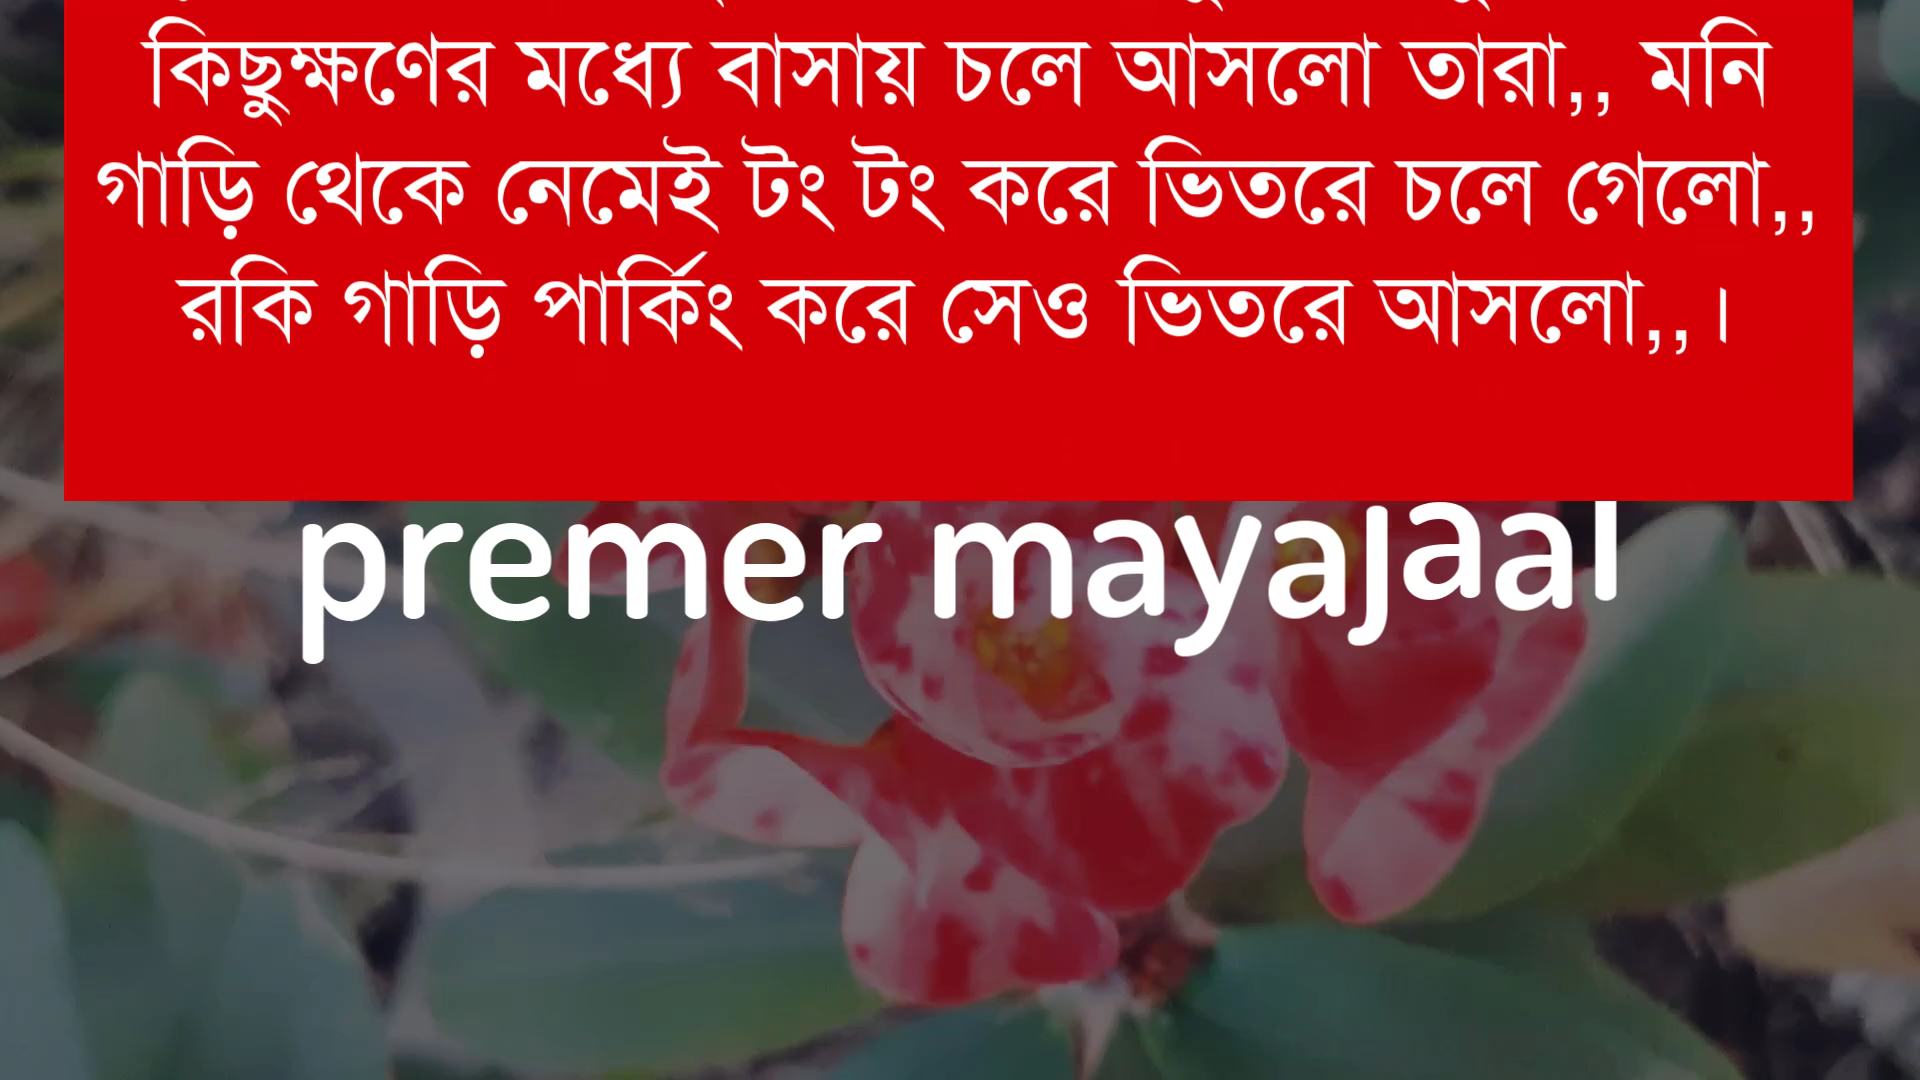 কিছুক্ষণের মধ্যে বাসায় চলে আসলো তারা,, মনি
গাড়ি থেকে নেমেই টং টং করে ভিতরে চলে গেলো,,
রকি গাড়ি পার্কিং করে সেও ভিতরে আসলো,,।
premer mayajaal